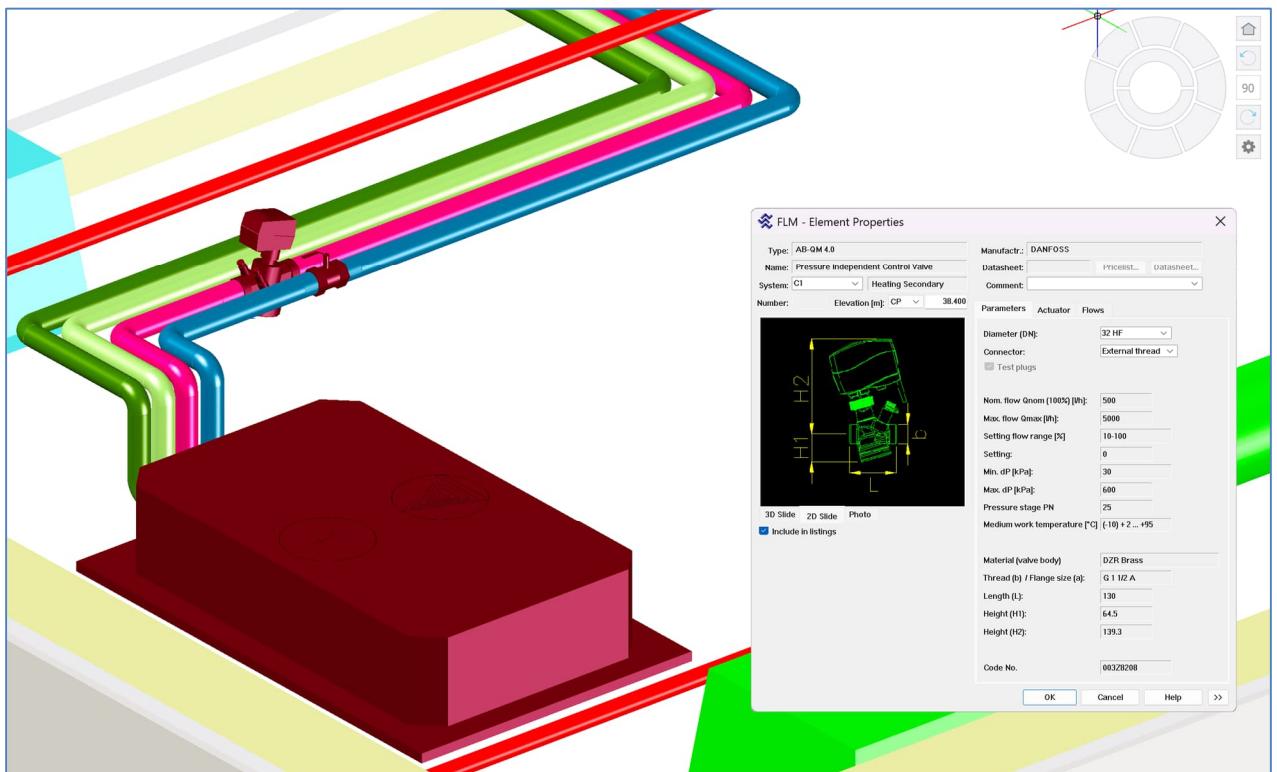 90
FLM - Element Properties
Type: AB-QM 4.0
Name: Pressure Independent Control Valve
System: C1 Heating Secondary
Number: Elevation [m]: CP 38.400
H2
H1
b
L
3D Slide 2D Slide Photo
Include in listings
Manufactr.: DANFOSS
Datasheet: Pricelist... Datasheet...
Comment:
Parameters Actuator Flows
Diameter (DN): 32 HF
Connector: External thread
Test plugs
Nom. flow Qnom (100%) [l/h]: 500
Max. flow Qmax [l/h]: 5000
Setting flow range [%] 10-100
Setting: 0
Min. dP [kPa]: 30
Max. dP [kPa]: 600
Pressure stage PN 25
Medium work temperature [°C] (-10) + 2 ... +95
Material (valve body) DZR Brass
Thread (b) / Flange size (a): G 1 1/2 A
Length (L): 130
Height (H1): 64.5
Height (H2): 139.3
Code No. 003Z8208
OK Cancel Help >>